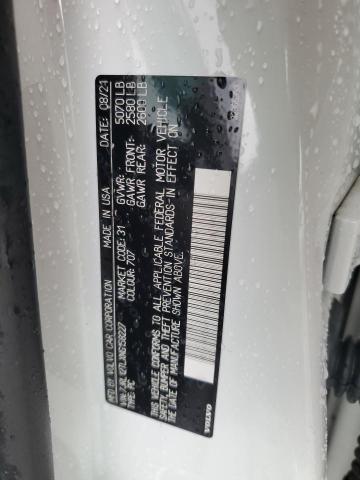 MFD BY VOLVO CAR CORPORATION MADE IN USA DATE: 08/21
MARKET CODE: 31 GVWR: 5070 LB
COLOUR: 707 GAWR FRONT: 2580 LB
TYPE: PC GAWR REAR: 2600 LB
THIS VEHICLE CONFORMS TO ALL APPLICABLE FEDERAL MOTOR VEHICLE
SAFETY, BUMPER AND THEFT PREVENTION STANDARDS IN EFFECT ON
THE DATE OF MANUFACTURE SHOWN ABOVE.
VOLVO